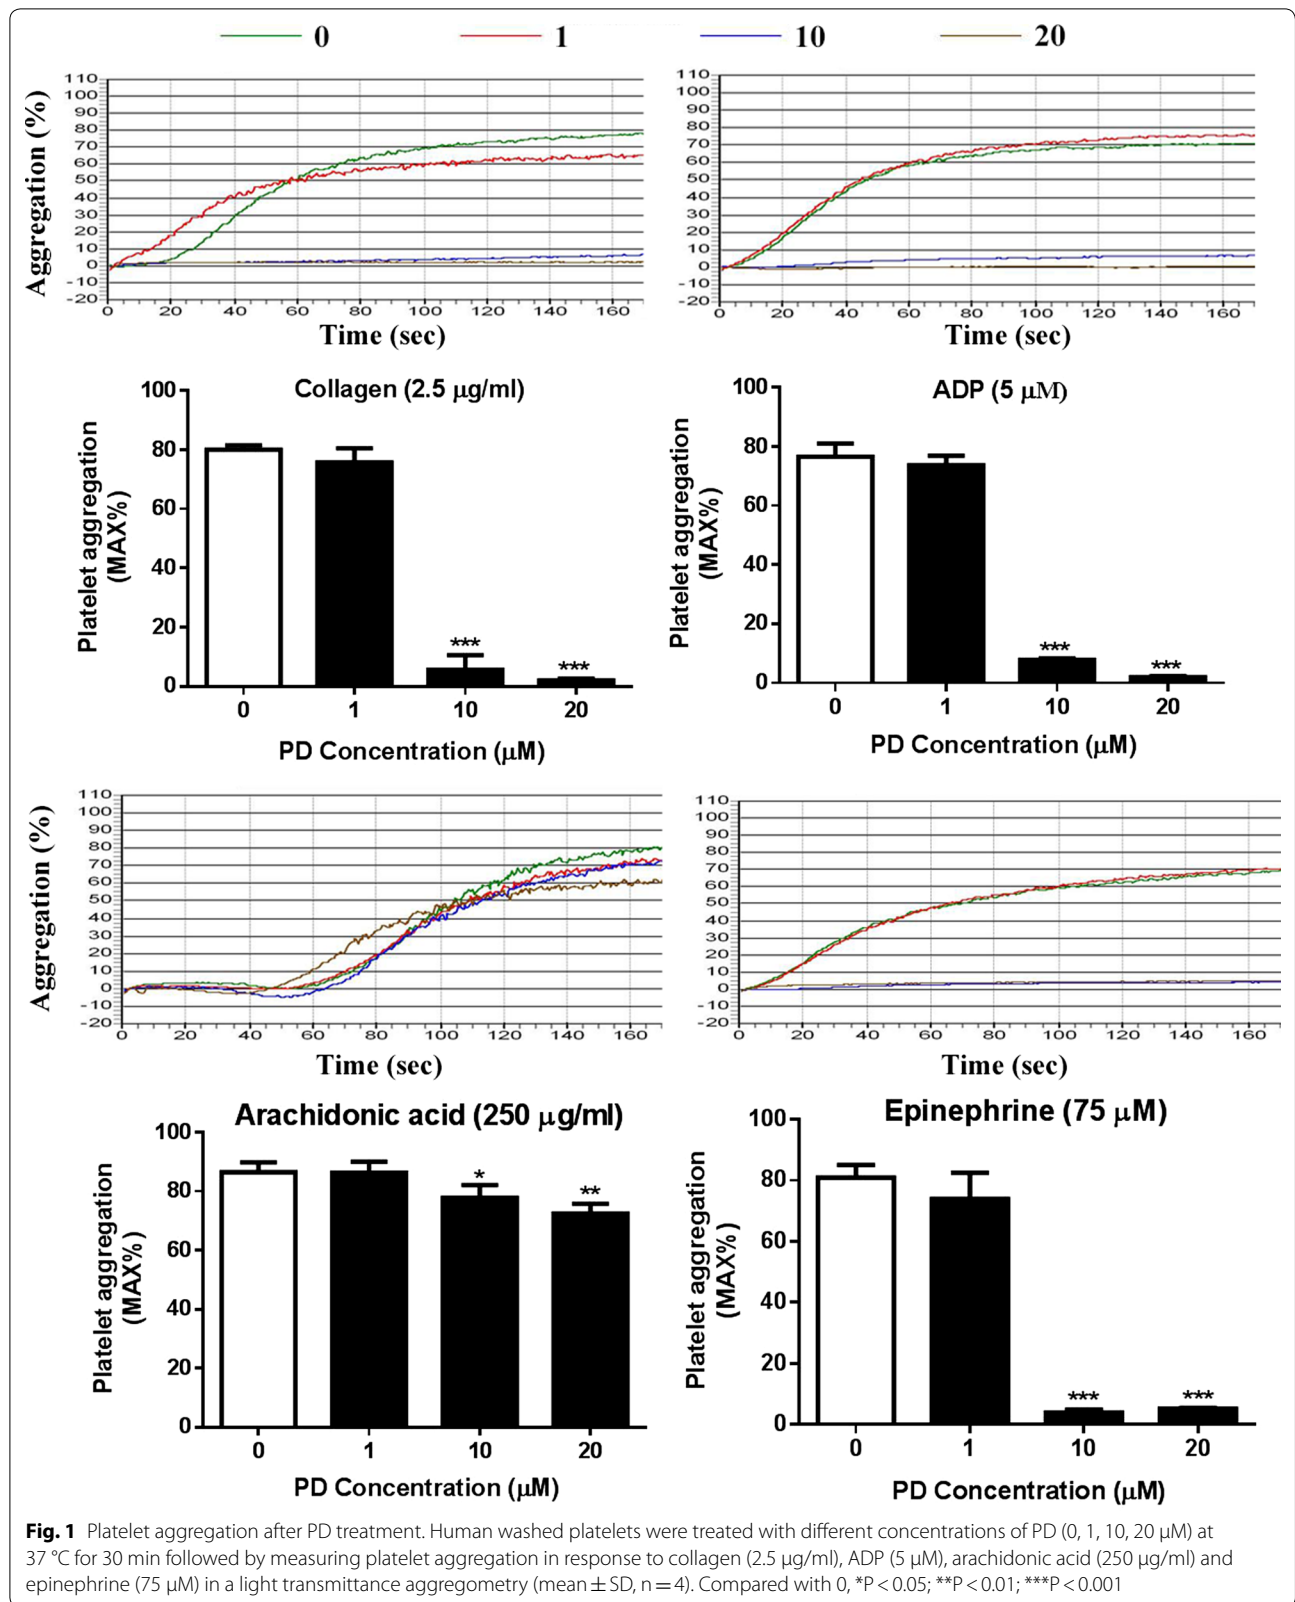 0 1 10 20
Aggregation (%)
110
100
90
80
70
60
50
40
30
20
10
0
-10
-20
0 20 40 60 80 100 120 140 160
Time (sec)
110
100
90
80
70
60
50
40
30
20
10
0
-10
-20
0 20 40 60 80 100 120 140 160
Time (sec)
Collagen (2.5 μg/ml)
Platelet aggregation
(MAX%)
100
80
60
40
20
0
***
***
0 1 10 20
PD Concentration (μM)
ADP (5 μM)
Platelet aggregation
(MAX%)
100
80
60
40
20
0
***
***
0 1 10 20
PD Concentration (μM)
Aggregation (%)
110
100
90
80
70
60
50
40
30
20
10
0
-10
-20
0 20 40 60 80 100 120 140 160
Time (sec)
110
100
90
80
70
60
50
40
30
20
10
0
-10
-20
0 20 40 60 80 100 120 140 160
Time (sec)
Arachidonic acid (250 μg/ml)
Platelet aggregation
(MAX%)
100
80
60
40
20
0
*
**
0 1 10 20
PD Concentration (μM)
Epinephrine (75 μM)
Platelet aggregation
(MAX%)
100
80
60
40
20
0
***
***
0 1 10 20
PD Concentration (μM)
Fig. 1 Platelet aggregation after PD treatment. Human washed platelets were treated with different concentrations of PD (0, 1, 10, 20 μM) at
37 °C for 30 min followed by measuring platelet aggregation in response to collagen (2.5 μg/ml), ADP (5 μM), arachidonic acid (250 μg/ml) and
epinephrine (75 μM) in a light transmittance aggregometry (mean ± SD, n = 4). Compared with 0, *P < 0.05; **P < 0.01; ***P < 0.001